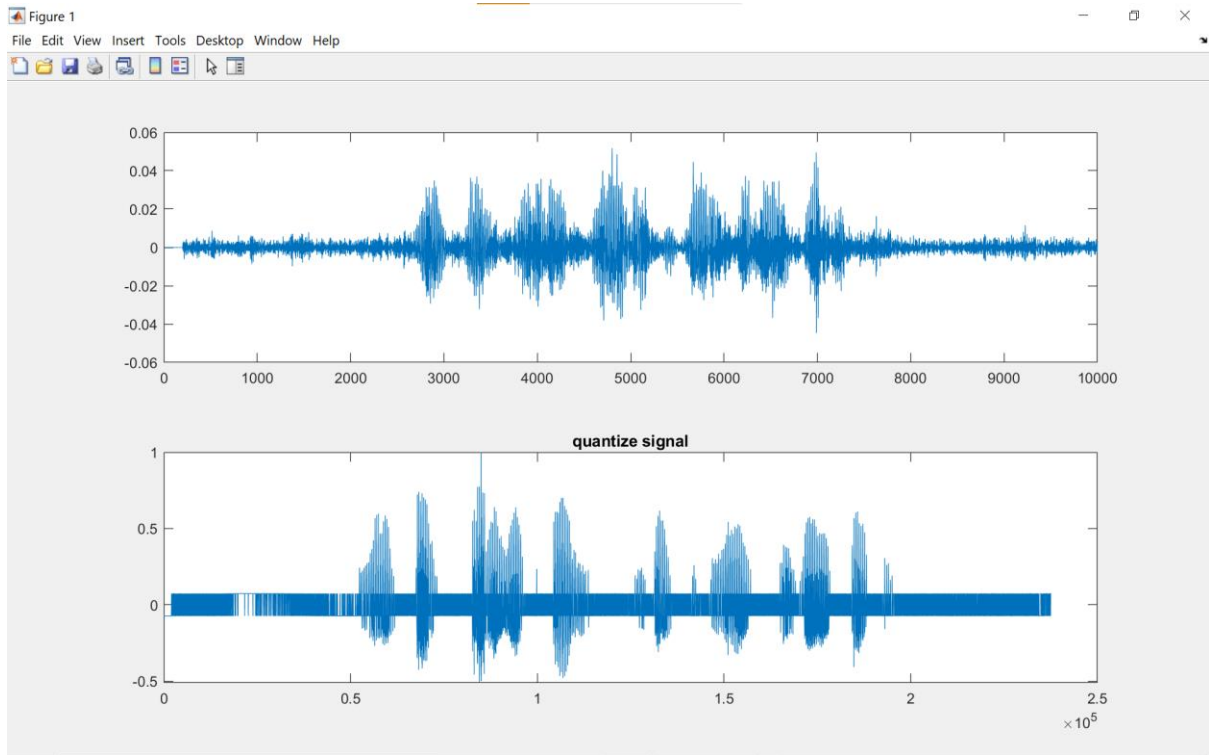 Figure 1
File Edit View Insert Tools Desktop Window Help
0.06
0.04
0.02
0
-0.02
-0.04
-0.06
0 1000 2000 3000 4000 5000 6000 7000 8000 9000 10000
quantize signal
1
0.5
0
-0.5
0 0.5 1 1.5 2 2.5
×10⁵